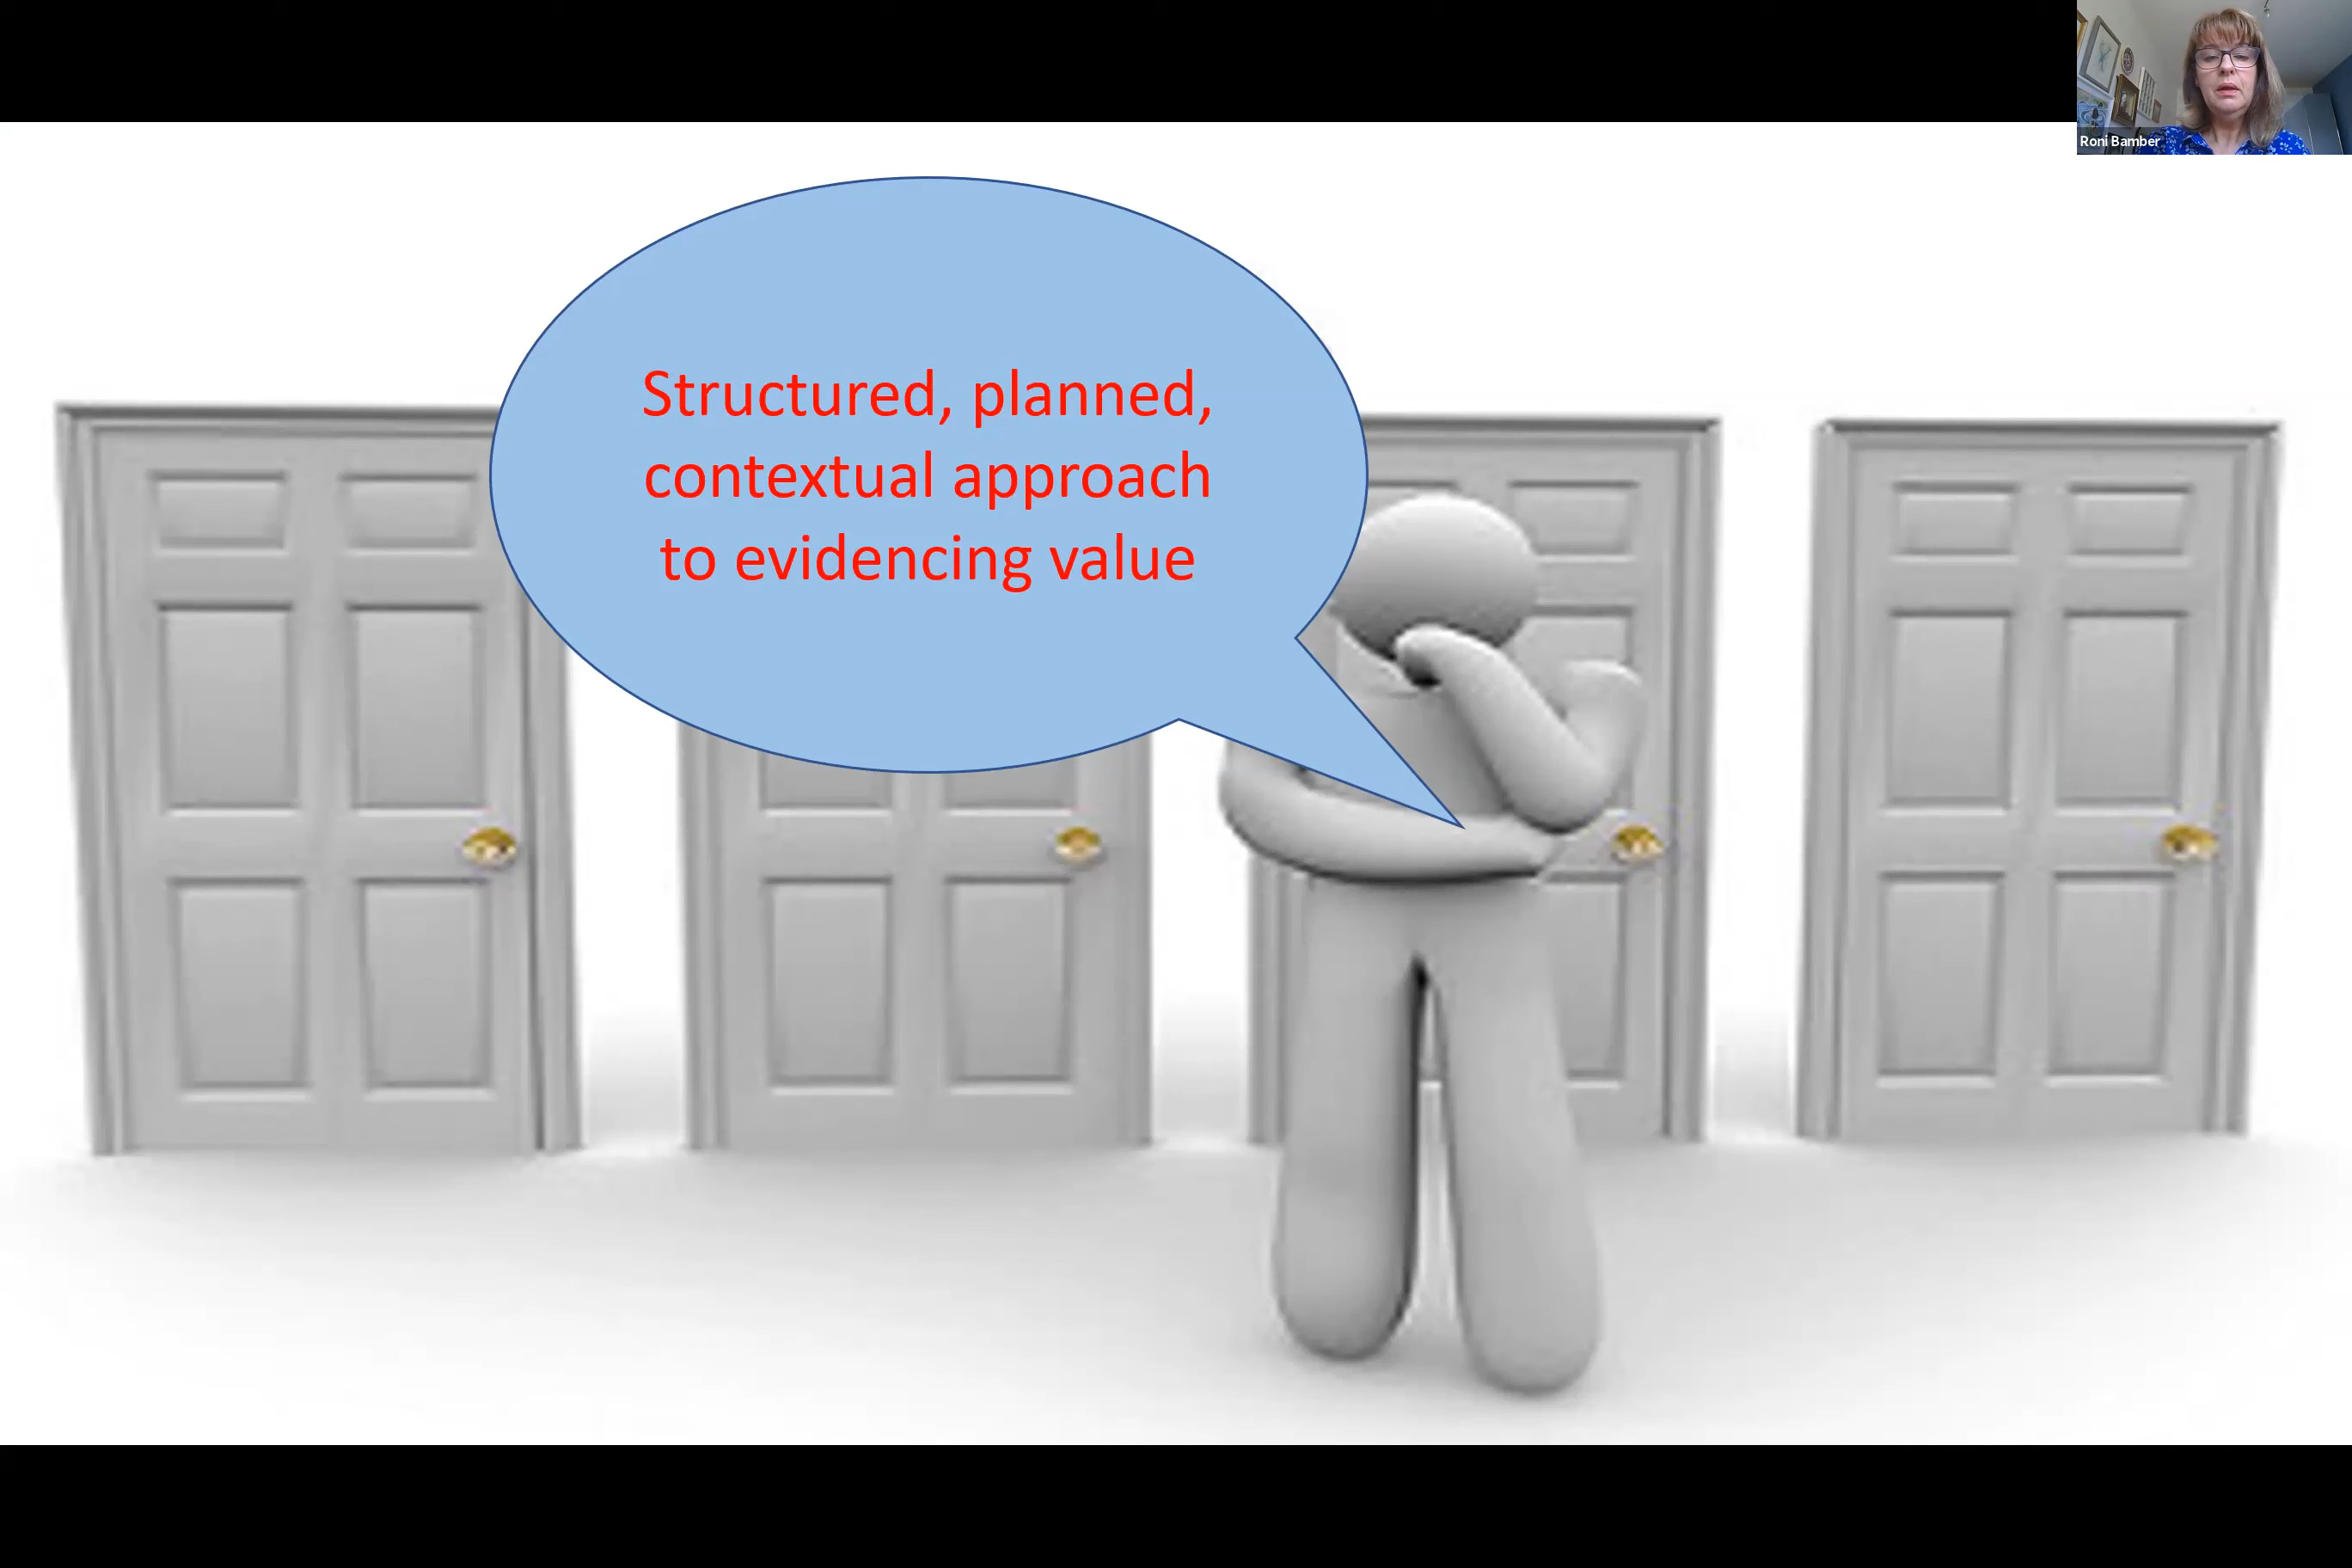 Roni Bamber
Structured, planned,
contextual approach
to evidencing value